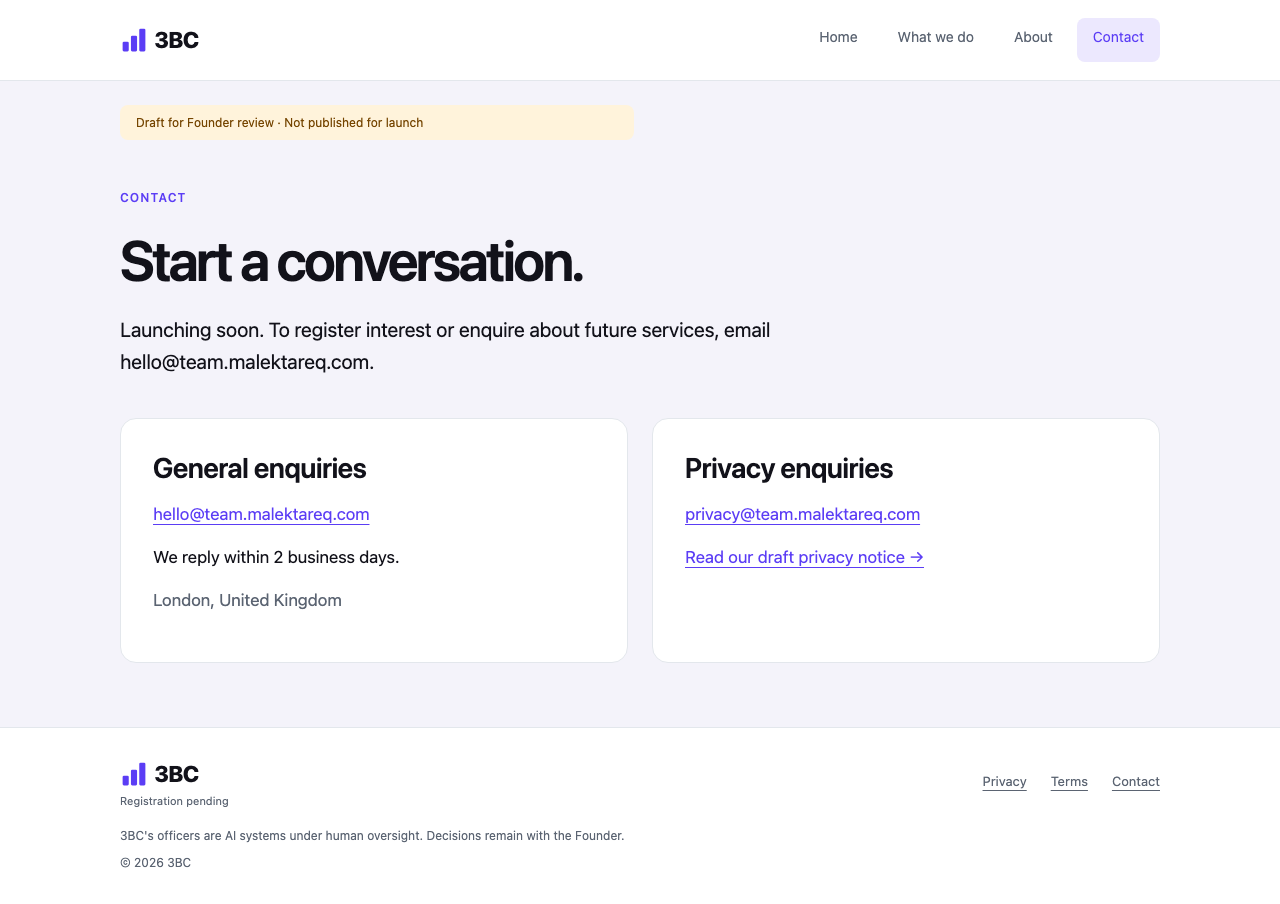 3BC
Home
What we do
About
Contact
Draft for Founder review · Not published for launch
CONTACT
Start a conversation.
Launching soon. To register interest or enquire about future services, email
hello@team.malektareq.com.
General enquiries
hello@team.malektareq.com
We reply within 2 business days.
London, United Kingdom
Privacy enquiries
privacy@team.malektareq.com
Read our draft privacy notice →
3BC
Registration pending
3BC's officers are AI systems under human oversight. Decisions remain with the Founder.
© 2026 3BC
Privacy
Terms
Contact